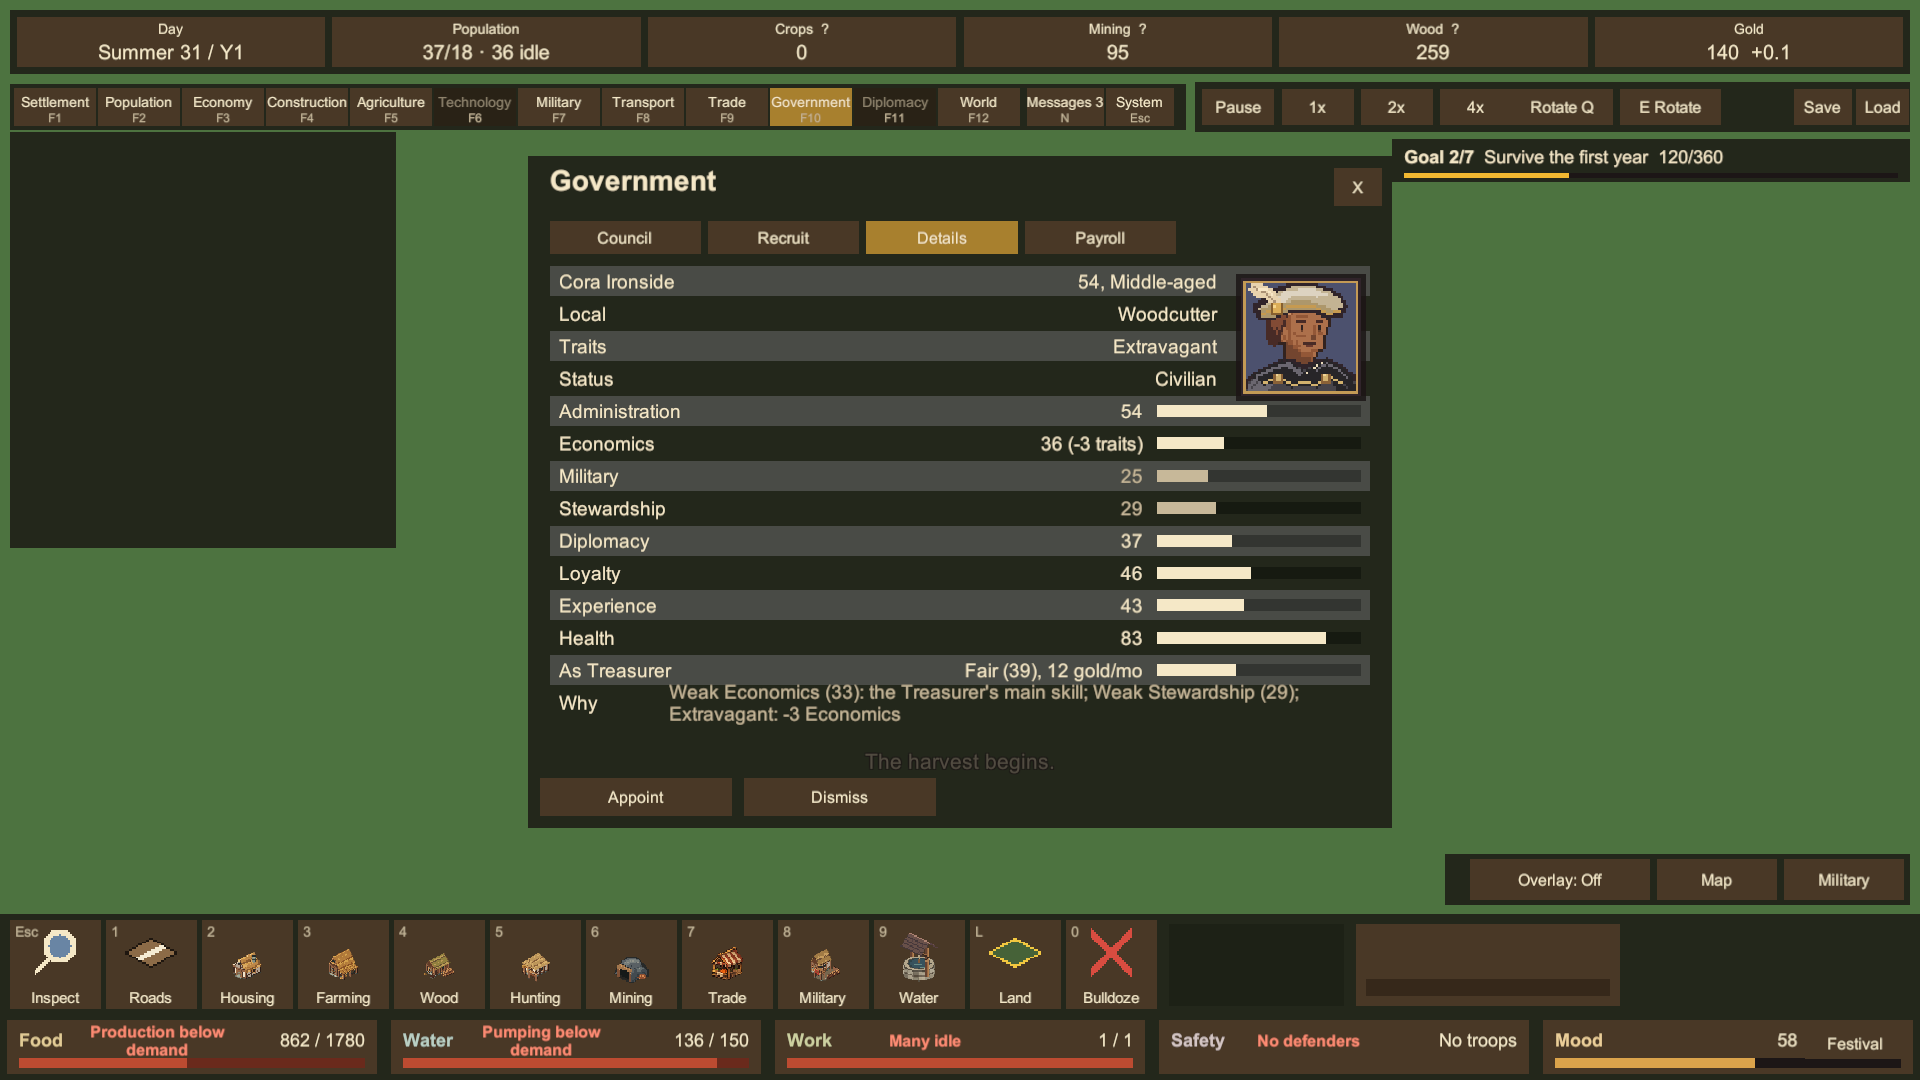 Day
Summer 31 / Y1
Population
37/18 · 36 idle
Crops ?
0
Mining ?
95
Wood ?
259
Gold
140 +0.1
Settlement
F1
Population
F2
Economy
F3
Construction
F4
Agriculture
F5
Technology
F6
Military
F7
Transport
F8
Trade
F9
Government
F10
Diplomacy
F11
World
F12
Messages 3
N
System
Esc
Pause
1x
2x
4x
Rotate Q
E Rotate
Save
Load
Goal 2/7 Survive the first year 120/360
Government
X
Council
Recruit
Details
Payroll
Cora Ironside 54, Middle-aged
Local Woodcutter
Traits Extravagant
Status Civilian
Administration 54
Economics 36 (-3 traits)
Military 25
Stewardship 29
Diplomacy 37
Loyalty 46
Experience 43
Health 83
As Treasurer Fair (39), 12 gold/mo
Why
Weak Economics (33): the Treasurer's main skill; Weak Stewardship (29);
Extravagant: -3 Economics
The harvest begins.
Appoint
Dismiss
Overlay: Off
Map
Military
Esc
Inspect
1
Roads
2
Housing
3
Farming
4
Wood
5
Hunting
6
Mining
7
Trade
8
Military
9
Water
L
Land
0
Bulldoze
Food
Production below
demand
862 / 1780
Water
Pumping below
demand
136 / 150
Work
Many idle
1 / 1
Safety
No defenders
No troops
Mood
58
Festival